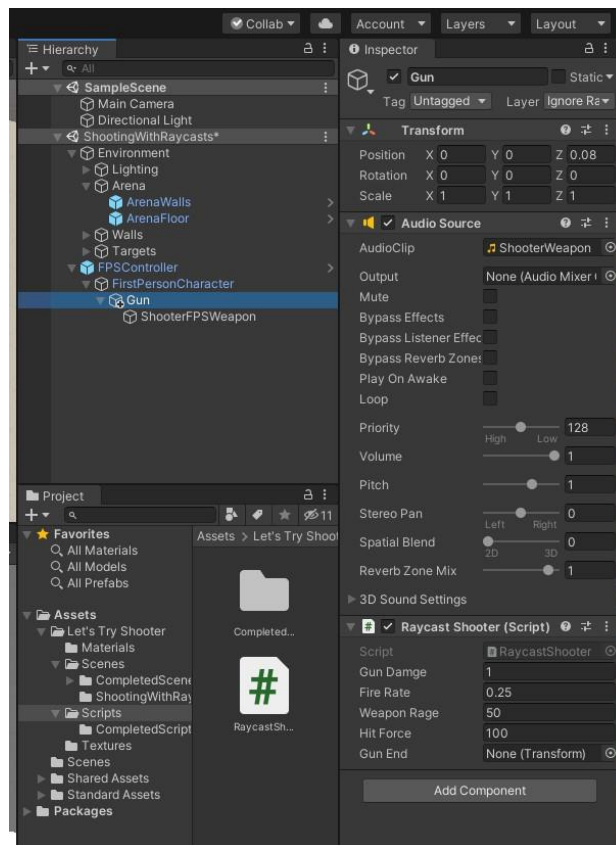 Collab
Account
Layers
Layout
Hierarchy
All
SampleScene
Main Camera
Directional Light
ShootingWithRaycasts*
Environment
Lighting
Arena
ArenaWalls
ArenaFloor
Walls
Targets
FPSController
FirstPersonCharacter
Gun
ShooterFPSWeapon
Project
11
Favorites
All Materials
All Models
All Prefabs
Assets
Let's Try Shooter
Materials
Scenes
CompletedScene
ShootingWithRay
Scripts
CompletedScript
Textures
Scenes
Shared Assets
Standard Assets
Packages
Assets > Let's Try Shoot
Completed...
#
RaycastSh...
Inspector
Gun Static
Tag Untagged Layer Ignore Ra
Transform
Position X 0 Y 0 Z 0.08
Rotation X 0 Y 0 Z 0
Scale X 1 Y 1 Z 1
Audio Source
AudioClip ShooterWeapon
Output None (Audio Mixer
Mute
Bypass Effects
Bypass Listener Effec
Bypass Reverb Zones
Play On Awake
Loop
Priority 128
High Low
Volume 1
Pitch 1
Stereo Pan 0
Left Right
Spatial Blend 0
2D 3D
Reverb Zone Mix 1
3D Sound Settings
# Raycast Shooter (Script)
Script RaycastShooter
Gun Damge 1
Fire Rate 0.25
Weapon Rage 50
Hit Force 100
Gun End None (Transform)
Add Component